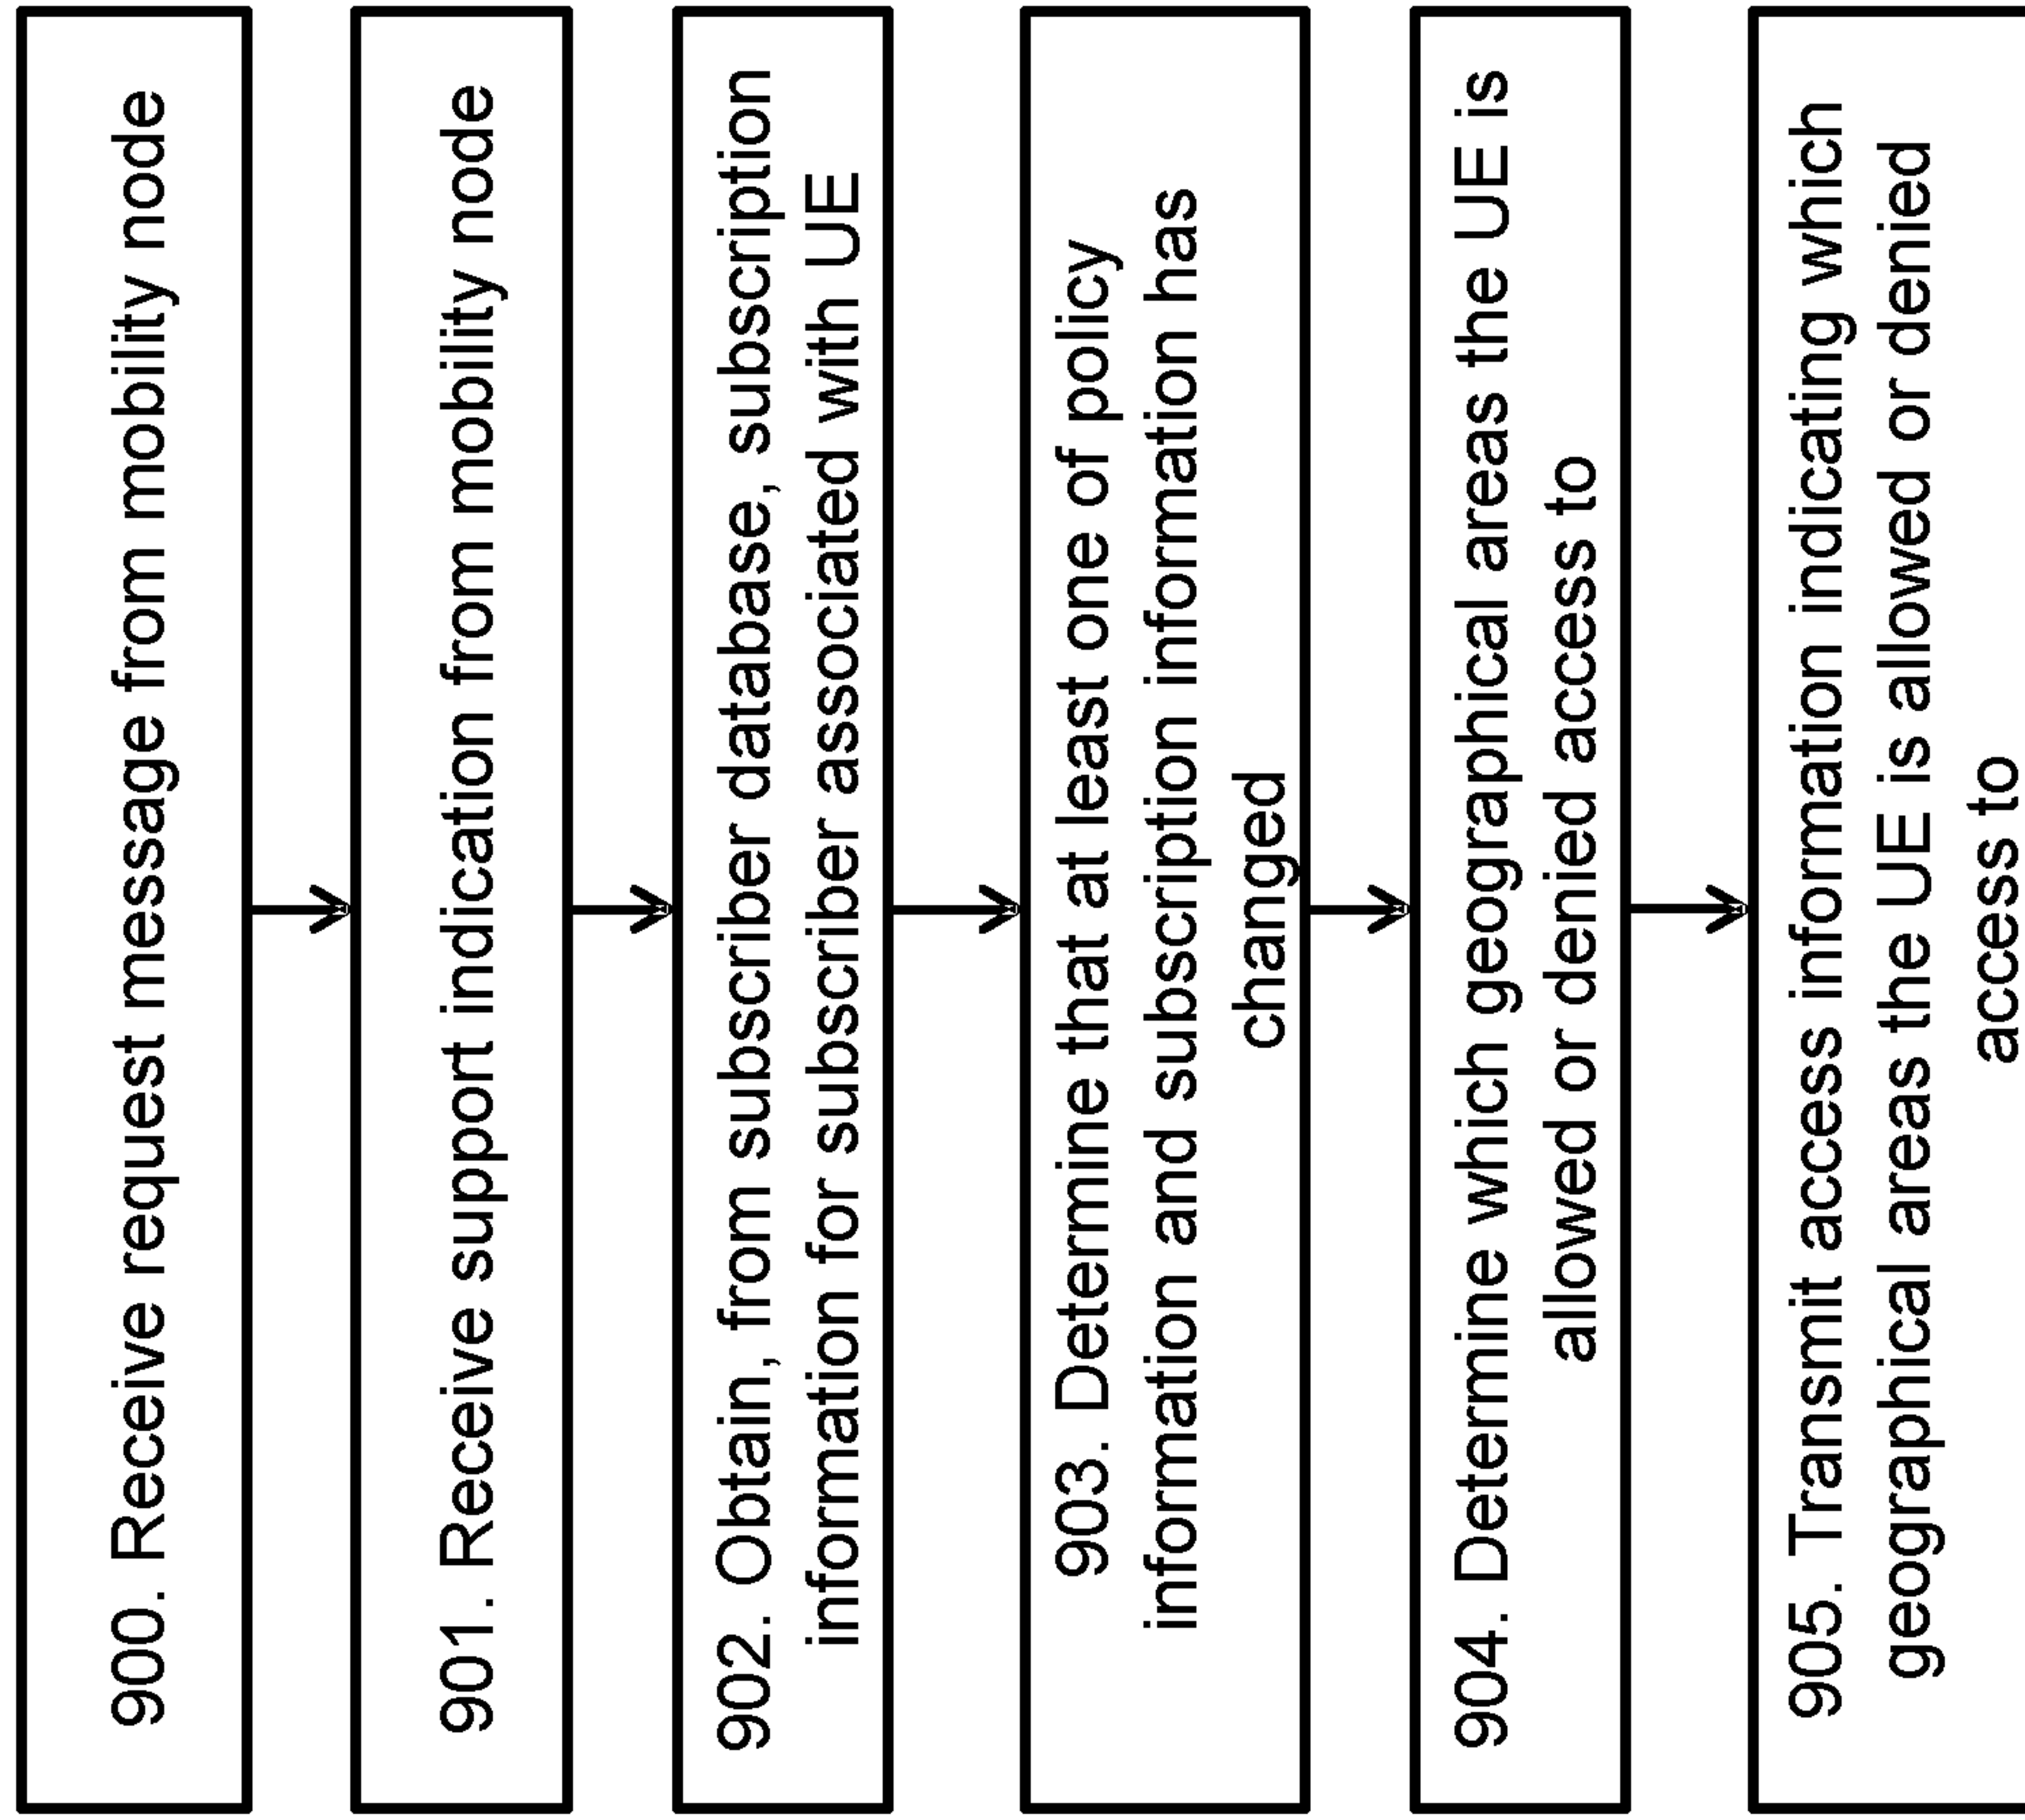 900. Receive request message from mobility node
901. Receive support indication from mobility node
902. Obtain, from subscriber database, subscription
information for subscriber associated with UE
903. Determine that at least one of policy
information and subscription information has
changed
904. Determine which geographical areas the UE is
allowed or denied access to
905. Transmit access information indicating which
geographical areas the UE is allowed or denied
access to